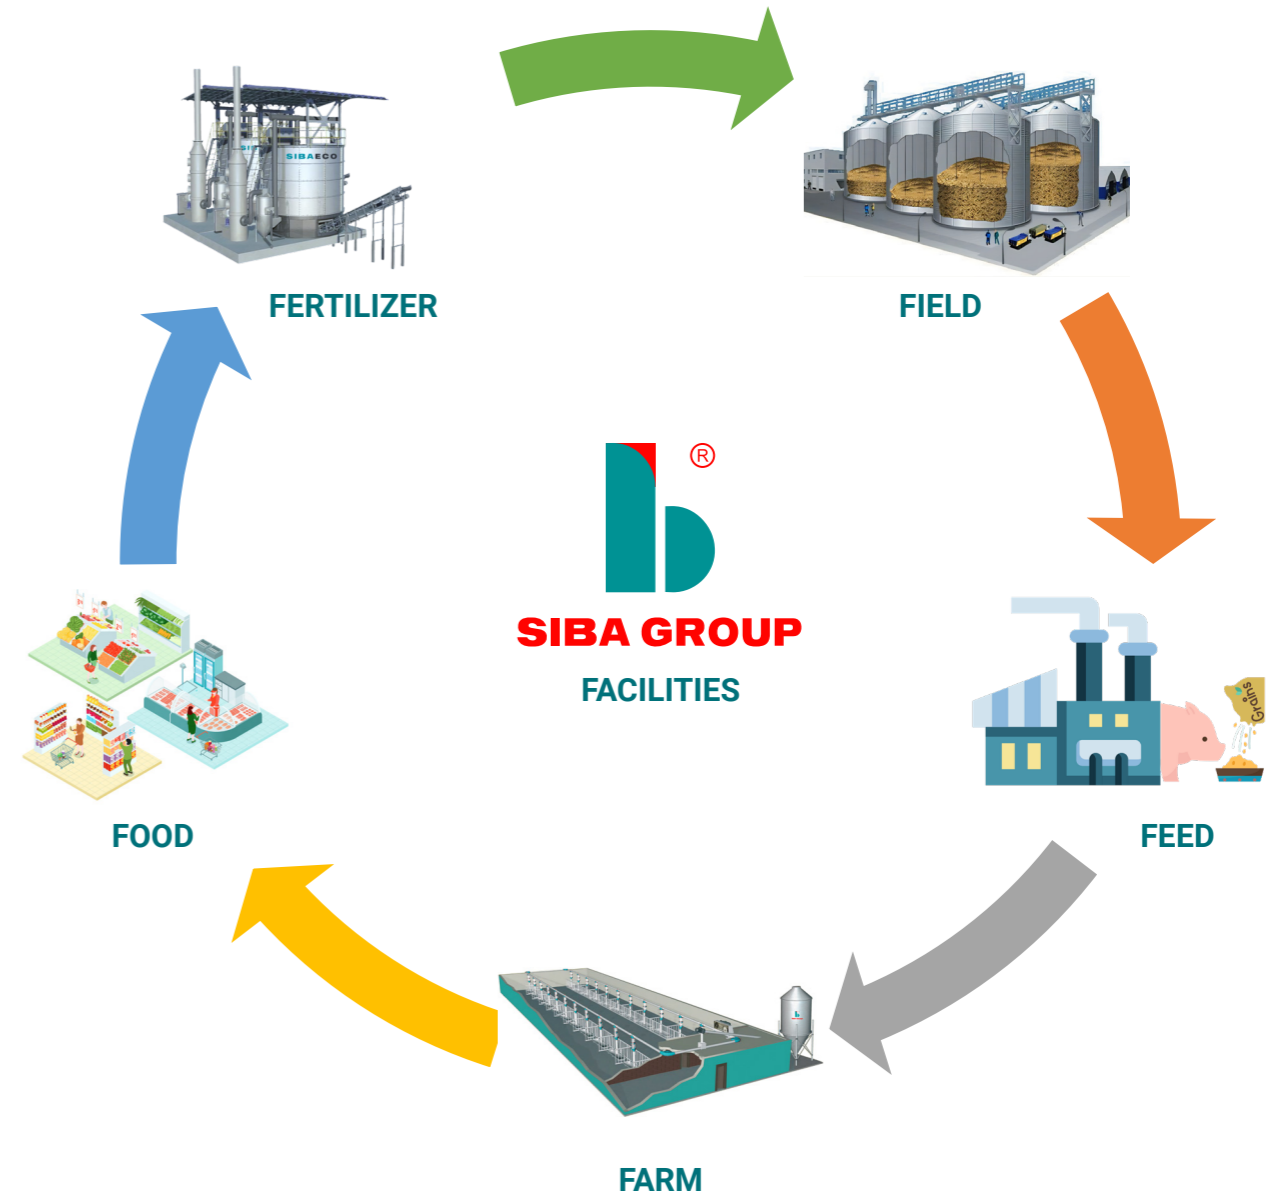 SIBAECO
FERTILIZER
FIELD
®
SIBA GROUP
FACILITIES
Grains
FOOD
FEED
FARM